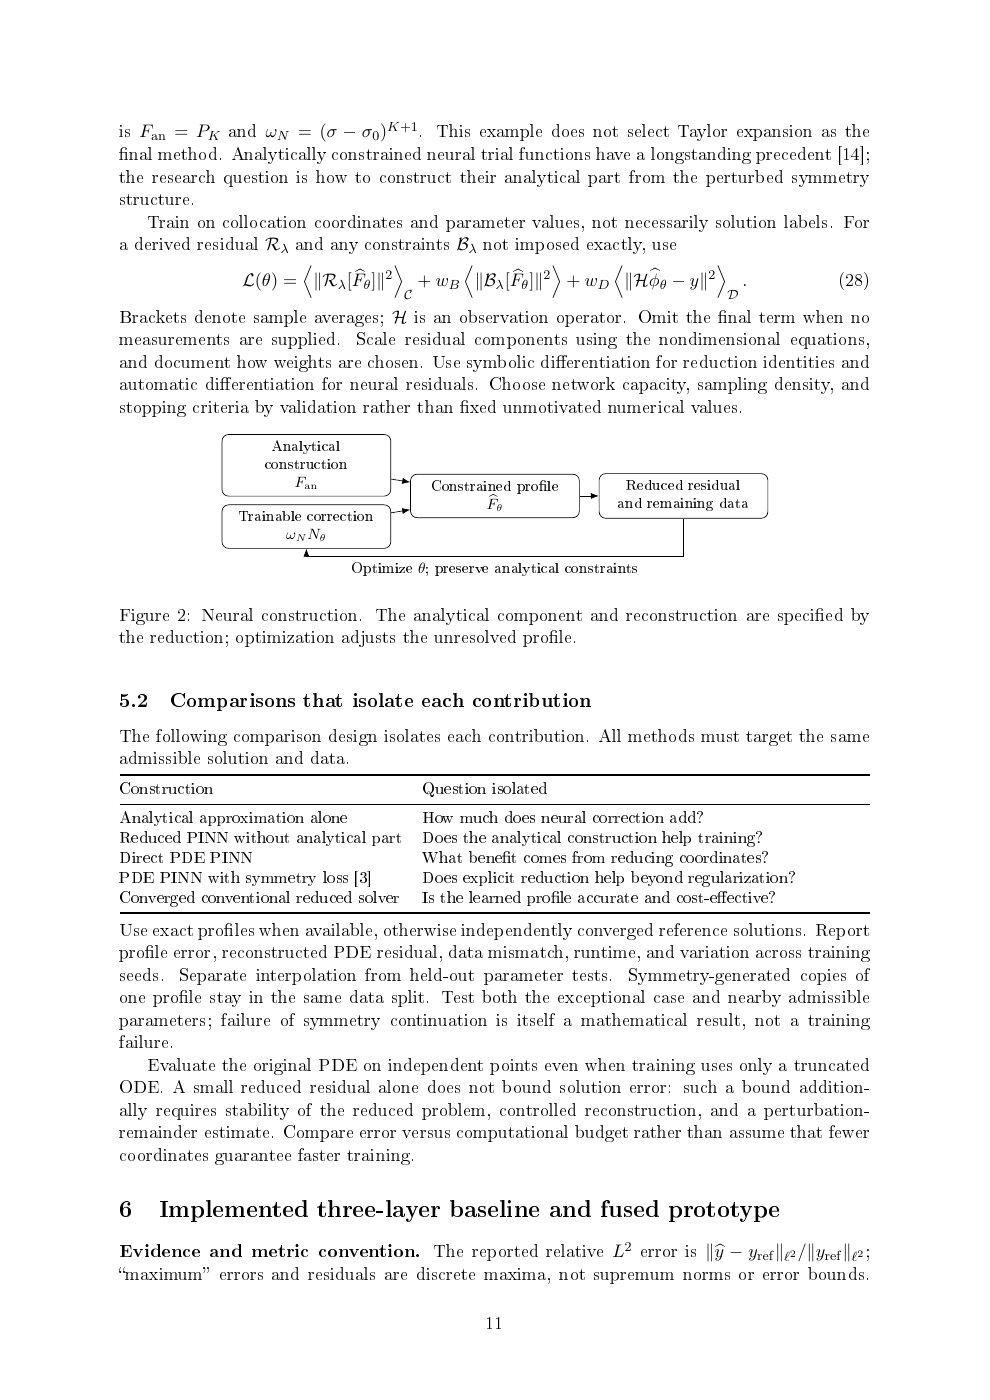 is F_an = P_K and ω_N = (σ − σ_0)^{K+1}. This example does not select Taylor expansion as the
final method. Analytically constrained neural trial functions have a longstanding precedent [14];
the research question is how to construct their analytical part from the perturbed symmetry
structure.
Train on collocation coordinates and parameter values, not necessarily solution labels. For
a derived residual ℛ_λ and any constraints ℬ_λ not imposed exactly, use
ℒ(θ) = ⟨‖ℛ_λ[F̂_θ]‖²⟩_𝒞 + w_B ⟨‖ℬ_λ[F̂_θ]‖²⟩ + w_D ⟨‖ℋφ̂_θ − y‖²⟩_𝒟. (28)
Brackets denote sample averages; ℋ is an observation operator. Omit the final term when no
measurements are supplied. Scale residual components using the nondimensional equations,
and document how weights are chosen. Use symbolic differentiation for reduction identities and
automatic differentiation for neural residuals. Choose network capacity, sampling density, and
stopping criteria by validation rather than fixed unmotivated numerical values.
Analytical
construction
F_an
Trainable correction
ω_N N_θ
Constrained profile
F̂_θ
Reduced residual
and remaining data
Optimize θ; preserve analytical constraints
Figure 2: Neural construction. The analytical component and reconstruction are specified by
the reduction; optimization adjusts the unresolved profile.
5.2 Comparisons that isolate each contribution
The following comparison design isolates each contribution. All methods must target the same
admissible solution and data.
Construction Question isolated
Analytical approximation alone How much does neural correction add?
Reduced PINN without analytical part Does the analytical construction help training?
Direct PDE PINN What benefit comes from reducing coordinates?
PDE PINN with symmetry loss [3] Does explicit reduction help beyond regularization?
Converged conventional reduced solver Is the learned profile accurate and cost-effective?
Use exact profiles when available, otherwise independently converged reference solutions. Report
profile error, reconstructed PDE residual, data mismatch, runtime, and variation across training
seeds. Separate interpolation from held-out parameter tests. Symmetry-generated copies of
one profile stay in the same data split. Test both the exceptional case and nearby admissible
parameters; failure of symmetry continuation is itself a mathematical result, not a training
failure.
Evaluate the original PDE on independent points even when training uses only a truncated
ODE. A small reduced residual alone does not bound solution error: such a bound addition-
ally requires stability of the reduced problem, controlled reconstruction, and a perturbation-
remainder estimate. Compare error versus computational budget rather than assume that fewer
coordinates guarantee faster training.
6 Implemented three-layer baseline and fused prototype
Evidence and metric convention. The reported relative L² error is ‖ŷ − y_ref‖_{ℓ²}/‖y_ref‖_{ℓ²};
“maximum” errors and residuals are discrete maxima, not supremum norms or error bounds.
11